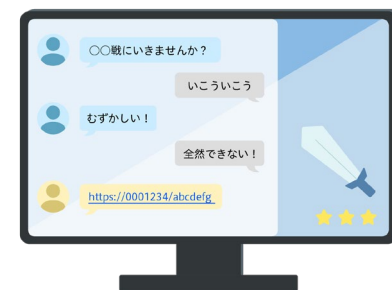 ○○戦にいきませんか？
いこういこう
むずかしい！
全然できない！
https://0001234/abcdefg